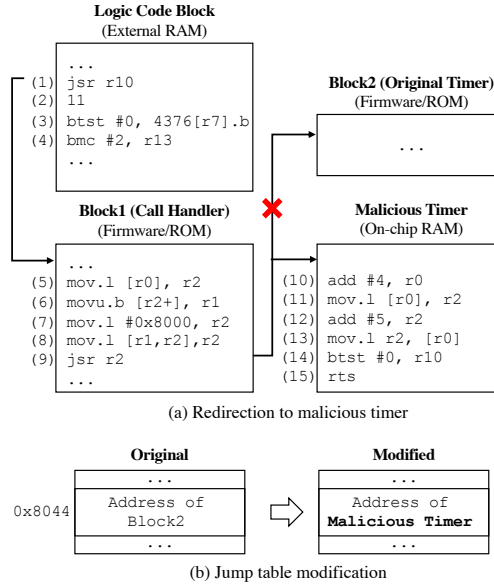 Logic Code Block
(External RAM)
...
(1) jsr r10
(2) 11
(3) btst #0, 4376[r7].b
(4) bmc #2, r13
...
Block2 (Original Timer)
(Firmware/ROM)
...
Block1 (Call Handler)
(Firmware/ROM)
...
(5) mov.l [r0], r2
(6) movu.b [r2+], r1
(7) mov.l #0x8000, r2
(8) mov.l [r1,r2],r2
(9) jsr r2
...
Malicious Timer
(On-chip RAM)
(10) add #4, r0
(11) mov.l [r0], r2
(12) add #5, r2
(13) mov.l r2, [r0]
(14) btst #0, r10
(15) rts
(a) Redirection to malicious timer
Original
...
0x8044 Address of
Block2
...
Modified
...
Address of
Malicious Timer
...
(b) Jump table modification